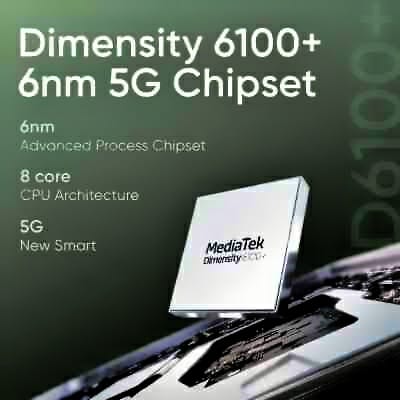 Dimensity 6100+
6nm 5G Chipset
6nm
Advanced Process Chipset
8 core
CPU Architecture
5G
New Smart
MediaTek
Dimensity 6100+
D6100+